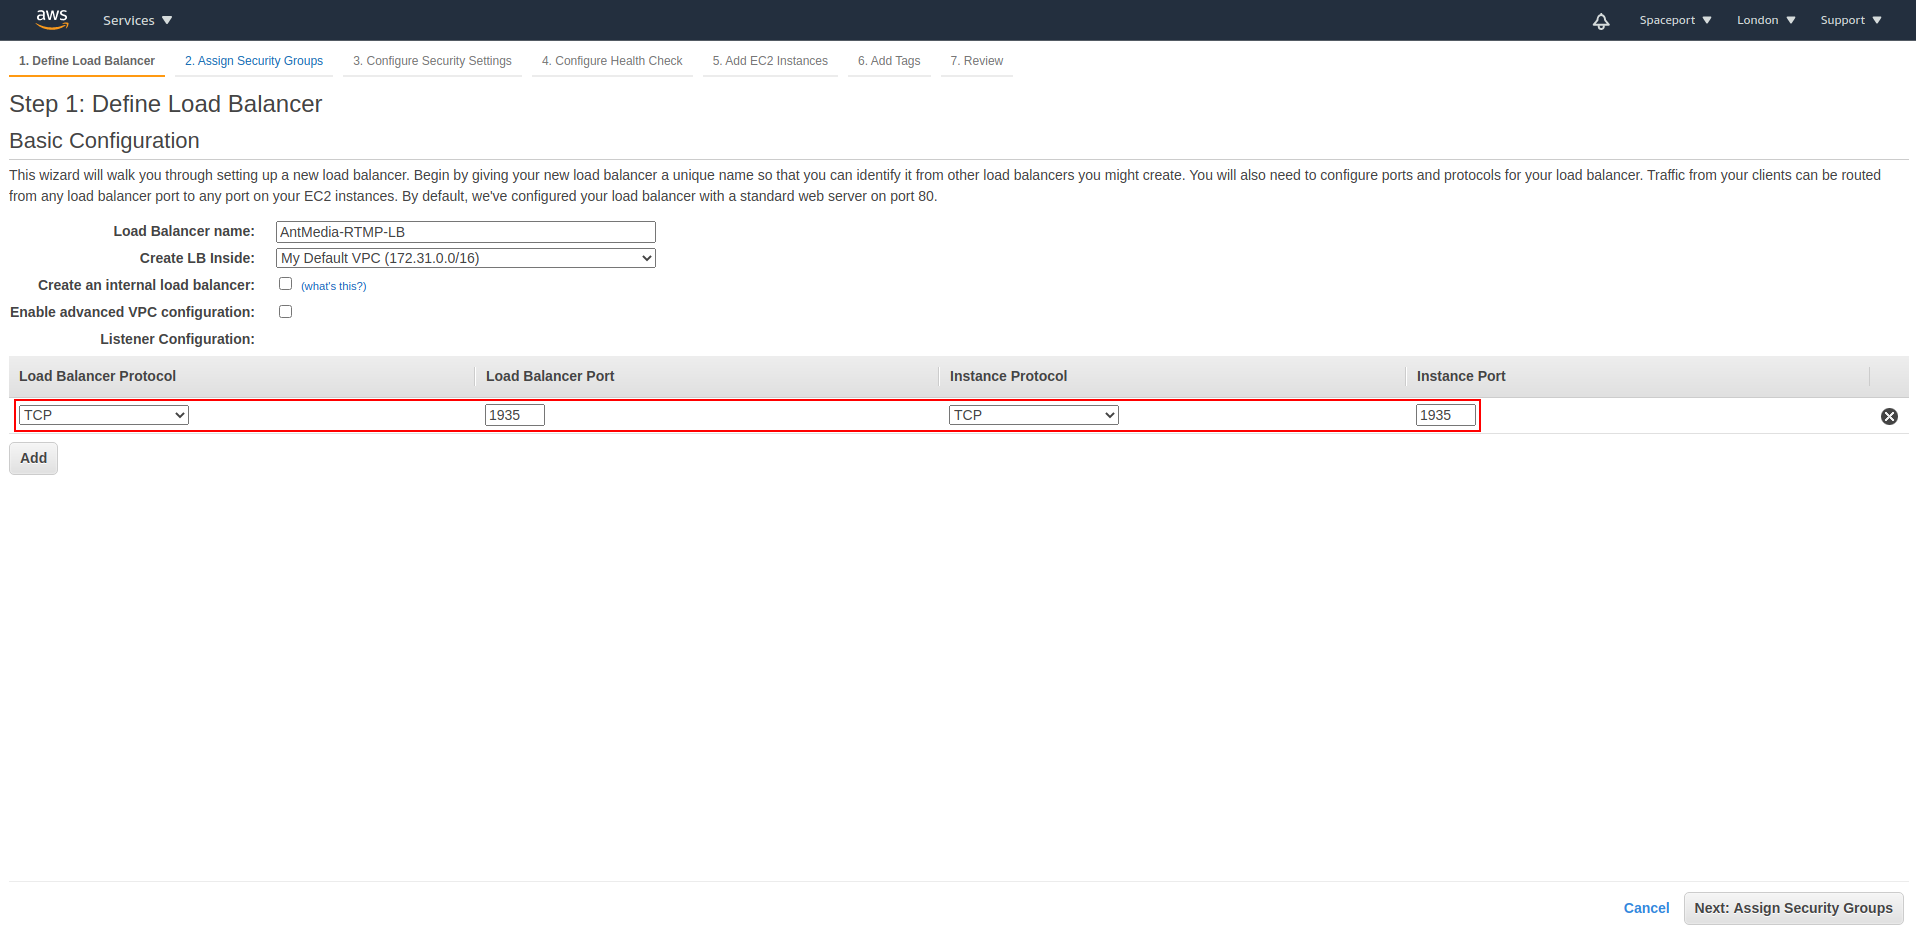 aws Services Spaceport London Support
1. Define Load Balancer 2. Assign Security Groups 3. Configure Security Settings 4. Configure Health Check 5. Add EC2 Instances 6. Add Tags 7. Review
Step 1: Define Load Balancer
Basic Configuration
This wizard will walk you through setting up a new load balancer. Begin by giving your new load balancer a unique name so that you can identify it from other load balancers you might create. You will also need to configure ports and protocols for your load balancer. Traffic from your clients can be routed
from any load balancer port to any port on your EC2 instances. By default, we've configured your load balancer with a standard web server on port 80.
Load Balancer name: AntMedia-RTMP-LB
Create LB Inside: My Default VPC (172.31.0.0/16)
Create an internal load balancer: (what's this?)
Enable advanced VPC configuration:
Listener Configuration:
Load Balancer Protocol Load Balancer Port Instance Protocol Instance Port
TCP 1935 TCP 1935
Add
Cancel Next: Assign Security Groups